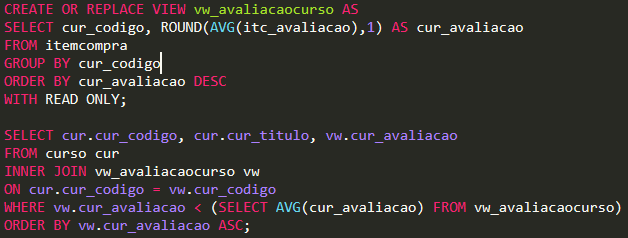 CREATE OR REPLACE VIEW vw_avaliacaocurso AS
SELECT cur_codigo, ROUND(AVG(itc_avaliacao),1) AS cur_avaliacao
FROM itemcompra
GROUP BY cur_codigo
ORDER BY cur_avaliacao DESC
WITH READ ONLY;

SELECT cur.cur_codigo, cur.cur_titulo, vw.cur_avaliacao
FROM curso cur
INNER JOIN vw_avaliacaocurso vw
ON cur.cur_codigo = vw.cur_codigo
WHERE vw.cur_avaliacao < (SELECT AVG(cur_avaliacao) FROM vw_avaliacaocurso)
ORDER BY vw.cur_avaliacao ASC;